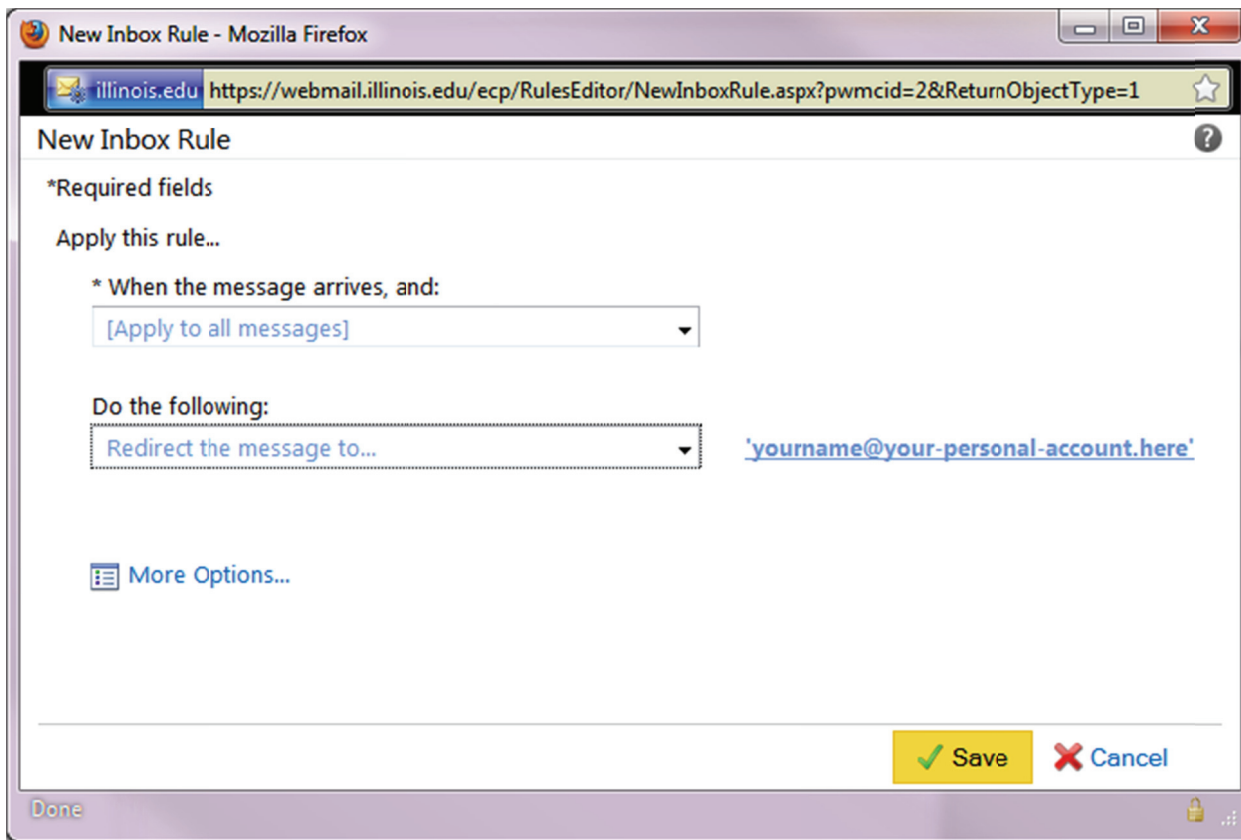 New Inbox Rule - Mozilla Firefox
illinois.edu https://webmail.illinois.edu/ecp/RulesEditor/NewInboxRule.aspx?pwmcid=2&ReturnObjectType=1
New Inbox Rule
*Required fields
Apply this rule...
* When the message arrives, and:
[Apply to all messages]
Do the following:
Redirect the message to... 'yourname@your-personal-account.here'
More Options...
Save Cancel
Done